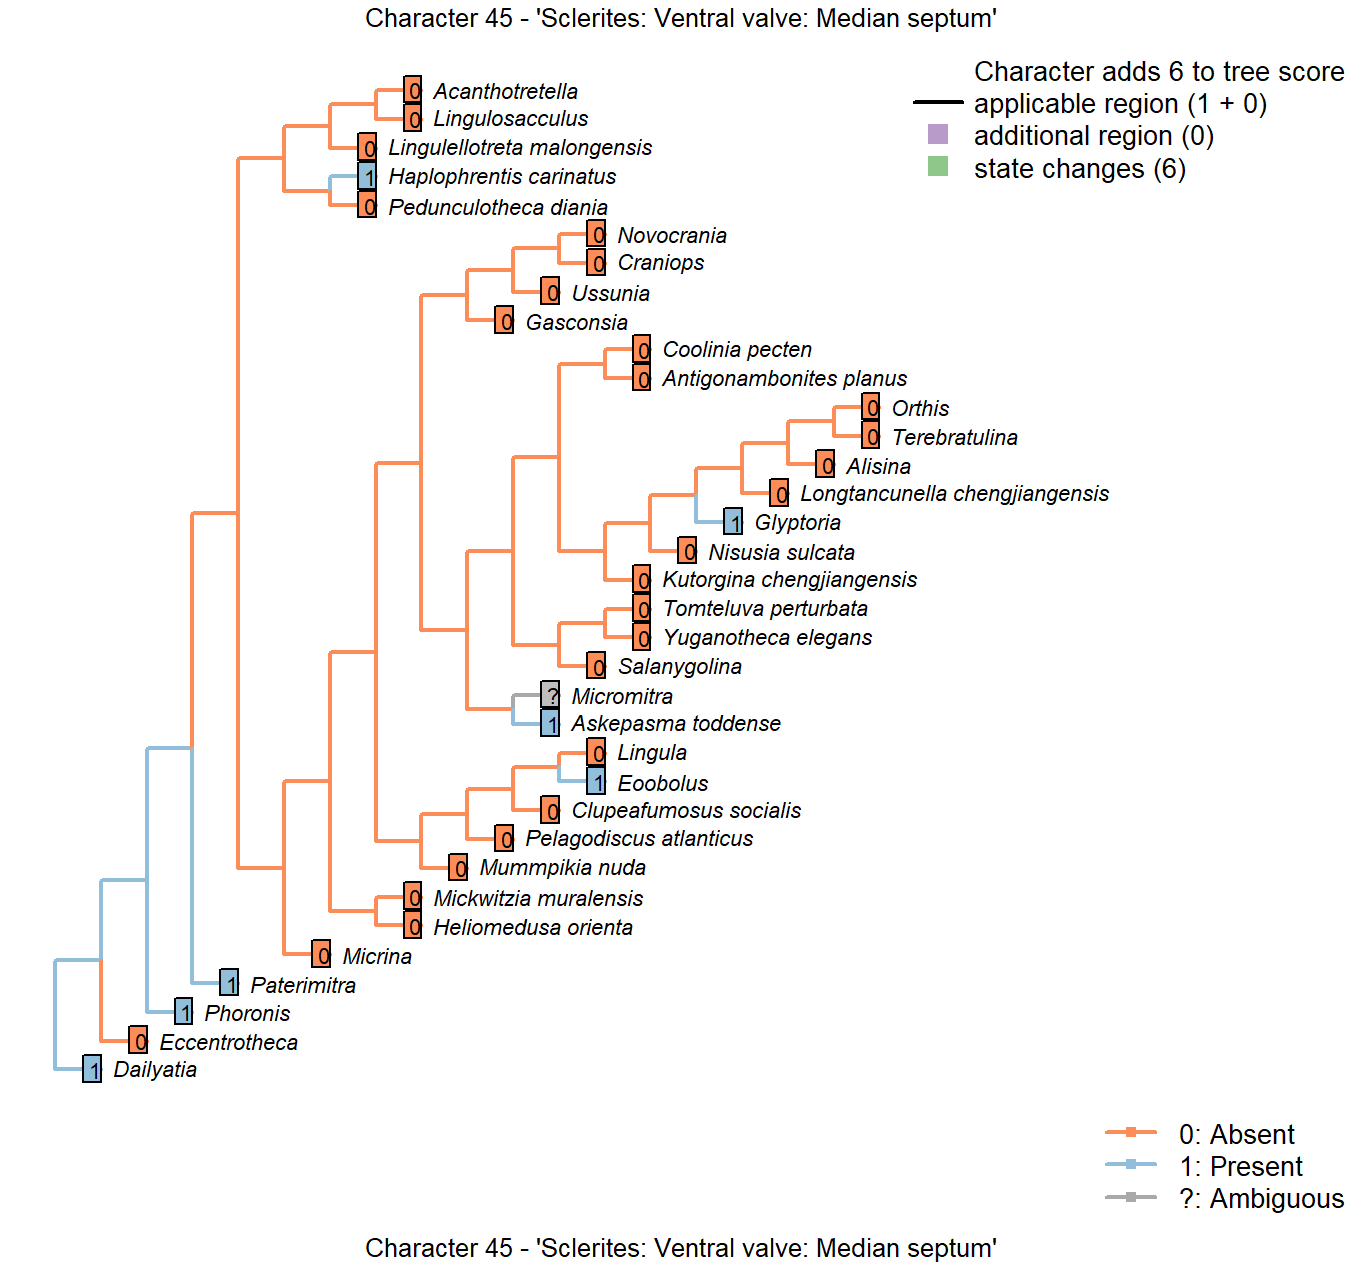 Character 45 - 'Sclerites: Ventral valve: Median septum'
Character adds 6 to tree score
applicable region (1 + 0)
additional region (0)
state changes (6)
0 Acanthotretella
0 Lingulosacculus
0 Lingulellotreta malongensis
1 Haplophrentis carinatus
0 Pedunculotheca diania
0 Novocrania
0 Craniops
0 Ussunia
0 Gasconsia
0 Coolinia pecten
0 Antigonambonites planus
0 Orthis
0 Terebratulina
0 Alisina
0 Longtancunella chengjiangensis
1 Glyptoria
0 Nisusia sulcata
0 Kutorgina chengjiangensis
0 Tomteluva perturbata
0 Yuganotheca elegans
0 Salanygolina
? Micromitra
1 Askepasma toddense
0 Lingula
1 Eoobolus
0 Clupeafumosus socialis
0 Pelagodiscus atlanticus
0 Mummpikia nuda
0 Mickwitzia muralensis
0 Heliomedusa orienta
0 Micrina
1 Paterimitra
1 Phoronis
0 Eccentrotheca
1 Dailyatia
0: Absent
1: Present
?: Ambiguous
Character 45 - 'Sclerites: Ventral valve: Median septum'